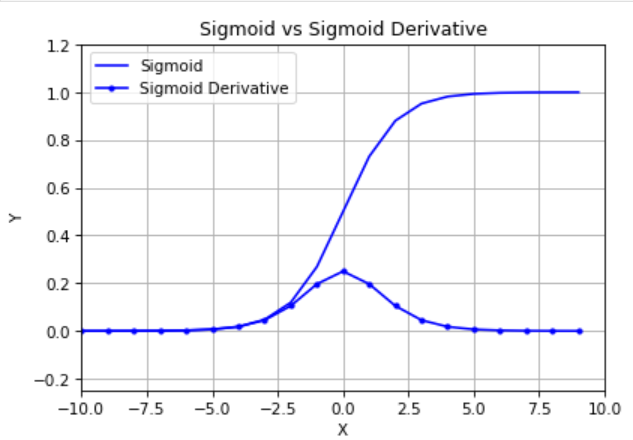 Sigmoid vs Sigmoid Derivative
1.2
1.0
0.8
0.6
0.4
0.2
0.0
−0.2
Y
Sigmoid
Sigmoid Derivative
−10.0 −7.5 −5.0 −2.5 0.0 2.5 5.0 7.5 10.0
X